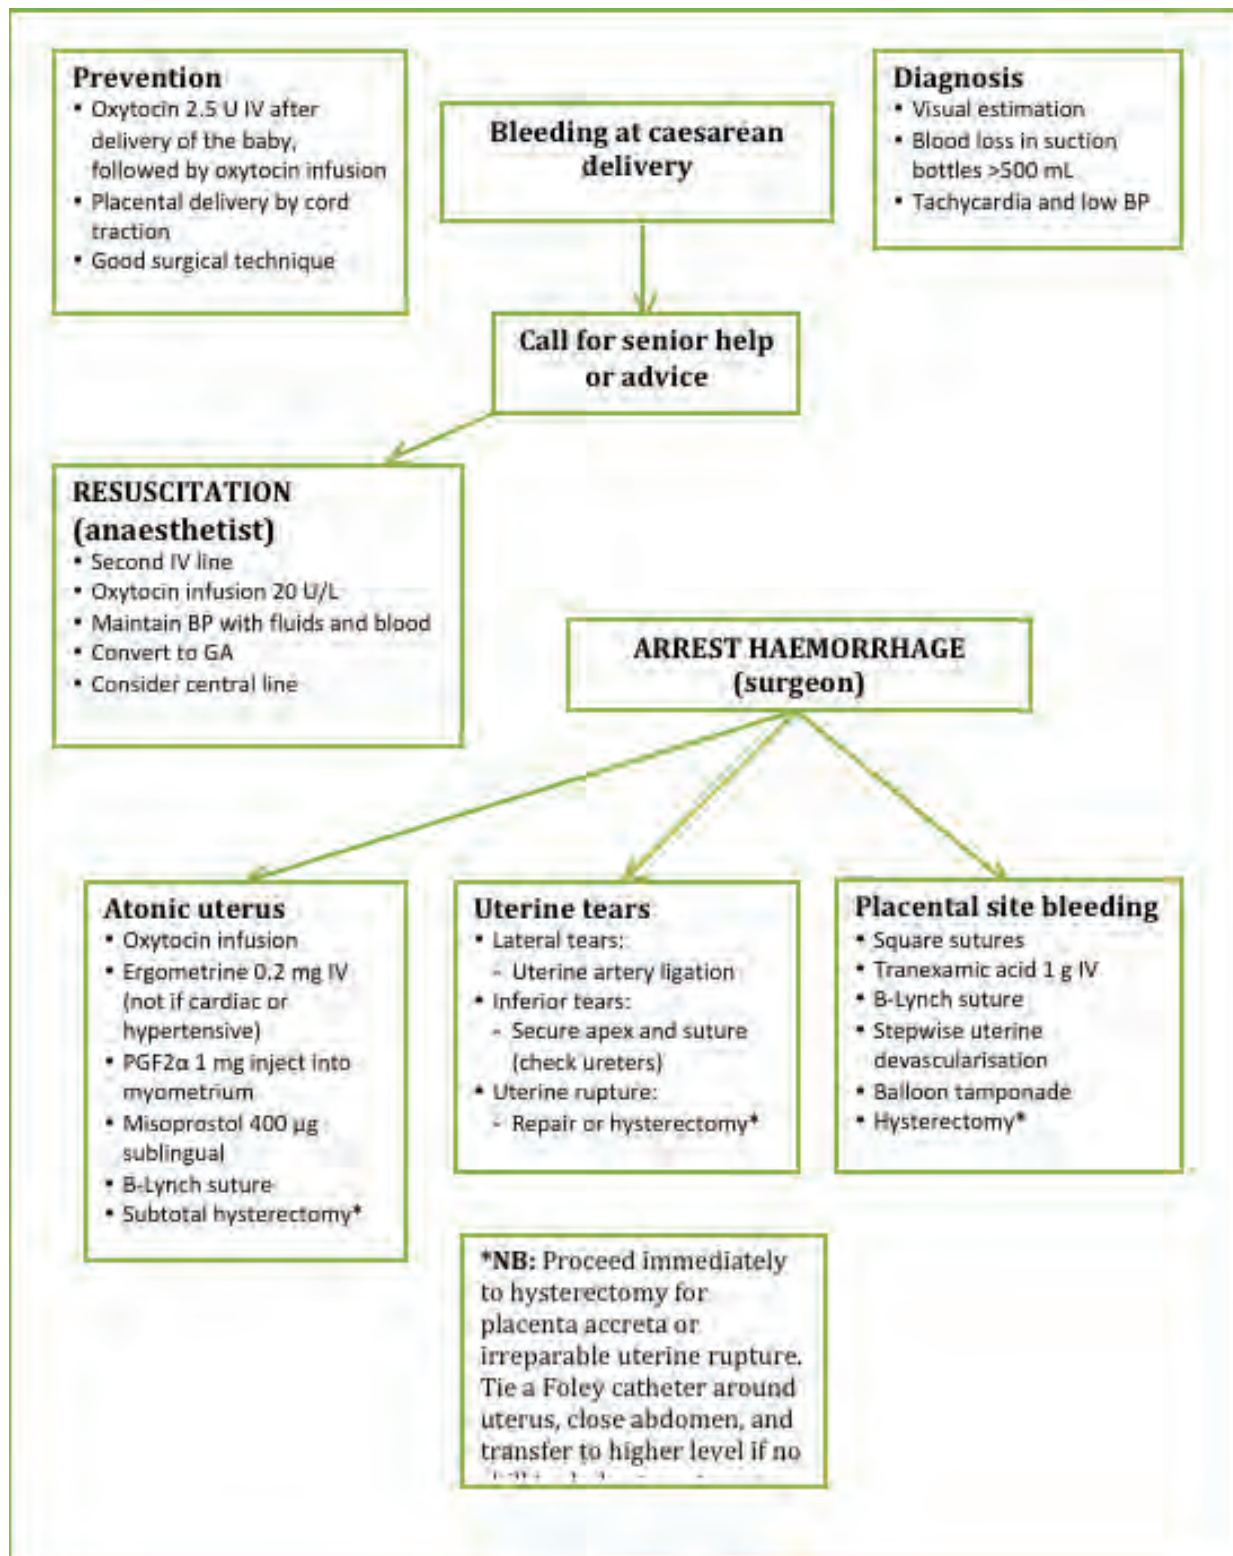 Prevention
• Oxytocin 2.5 U IV after
delivery of the baby,
followed by oxytocin infusion
• Placental delivery by cord
traction
• Good surgical technique
Bleeding at caesarean
delivery
Diagnosis
• Visual estimation
• Blood loss in suction
bottles >500 mL
• Tachycardia and low BP
Call for senior help
or advice
RESUSCITATION
(anaesthetist)
• Second IV line
• Oxytocin infusion 20 U/L
• Maintain BP with fluids and blood
• Convert to GA
• Consider central line
ARREST HAEMORRHAGE
(surgeon)
Atonic uterus
• Oxytocin infusion
• Ergometrine 0.2 mg IV
(not if cardiac or
hypertensive)
• PGF2α 1 mg inject into
myometrium
• Misoprostol 400 µg
sublingual
• B-Lynch suture
• Subtotal hysterectomy*
Uterine tears
• Lateral tears:
- Uterine artery ligation
• Inferior tears:
- Secure apex and suture
(check ureters)
• Uterine rupture:
- Repair or hysterectomy*
Placental site bleeding
• Square sutures
• Tranexamic acid 1 g IV
• B-Lynch suture
• Stepwise uterine
devascularisation
• Balloon tamponade
• Hysterectomy*
*NB: Proceed immediately
to hysterectomy for
placenta accreta or
irreparable uterine rupture.
Tie a Foley catheter around
uterus, close abdomen, and
transfer to higher level if no